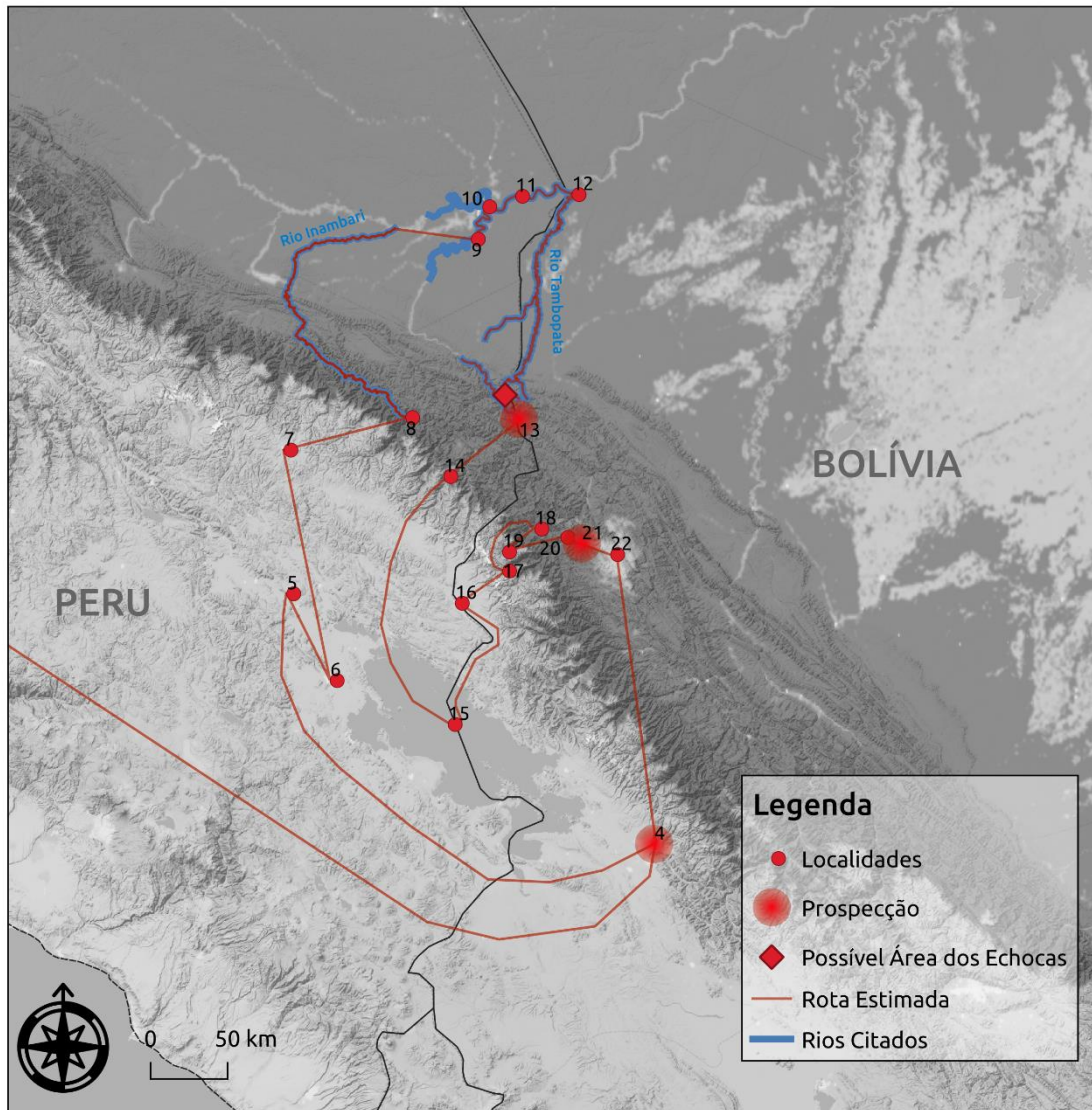 11
12
10
Rio Inambari
9
Rio Tambopata
8
13
7
14
BOLÍVIA
18
21
19
20
22
17
5
16
PERU
6
15
4
Legenda
Localidades
Prospecção
Possível Área dos Echocas
Rota Estimada
Rios Citados
0 50 km